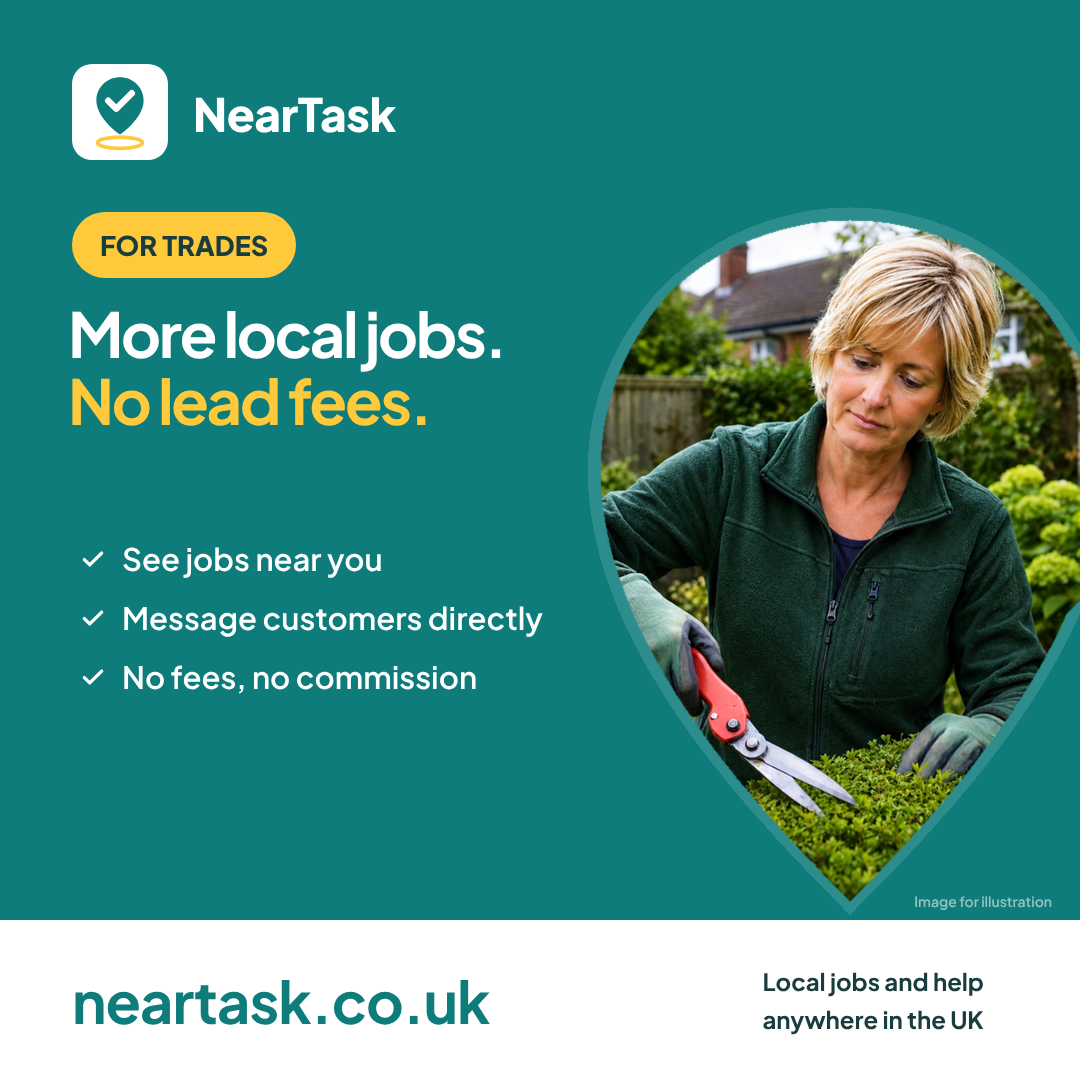 NearTask
FOR TRADES
More local jobs.
No lead fees.
See jobs near you
Message customers directly
No fees, no commission
Image for illustration
neartask.co.uk
Local jobs and help
anywhere in the UK